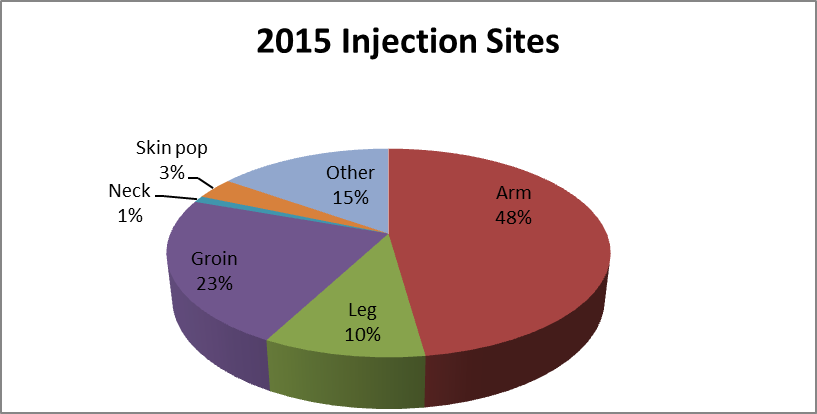 2015 Injection Sites
Skin pop
3%
Neck
1%
Other
15%
Arm
48%
Groin
23%
Leg
10%